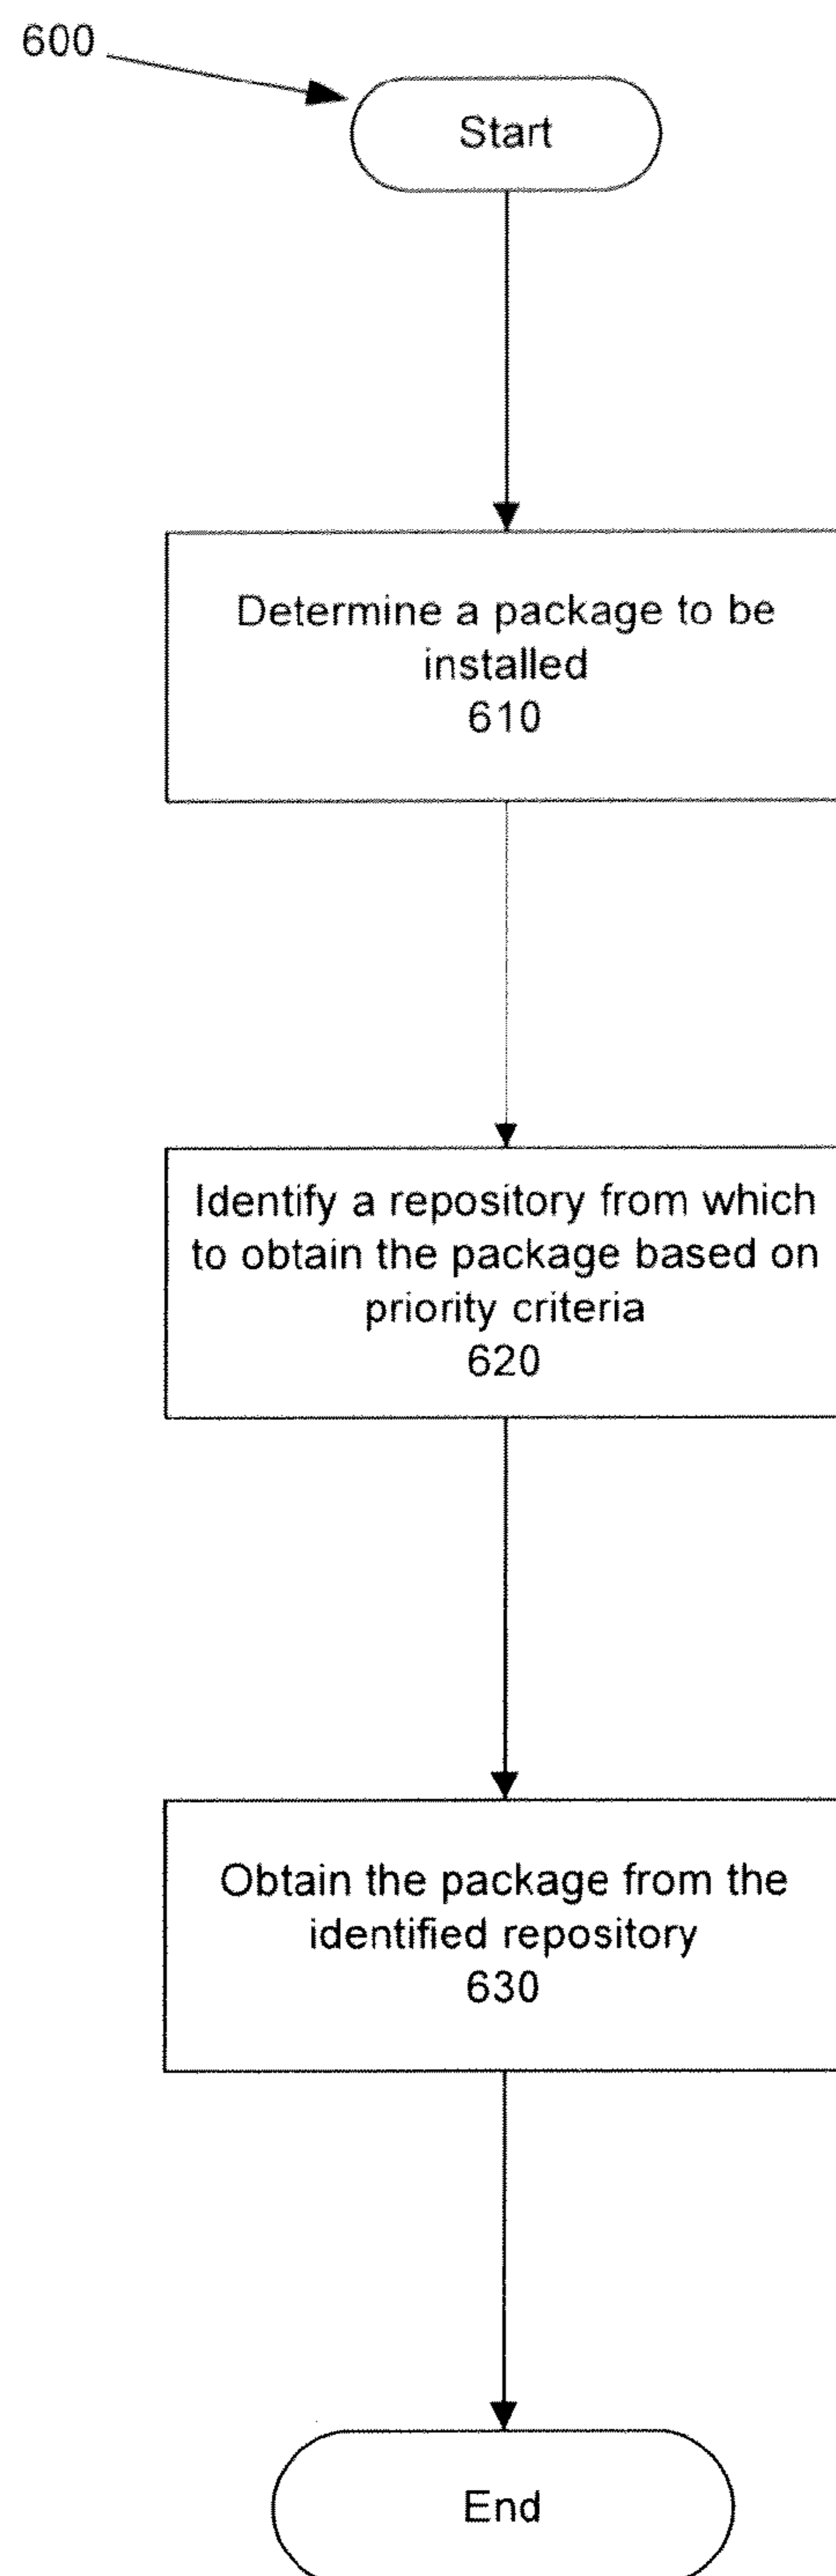 600
Start
Determine a package to be
installed
610
Identify a repository from which
to obtain the package based on
priority criteria
620
Obtain the package from the
identified repository
630
End